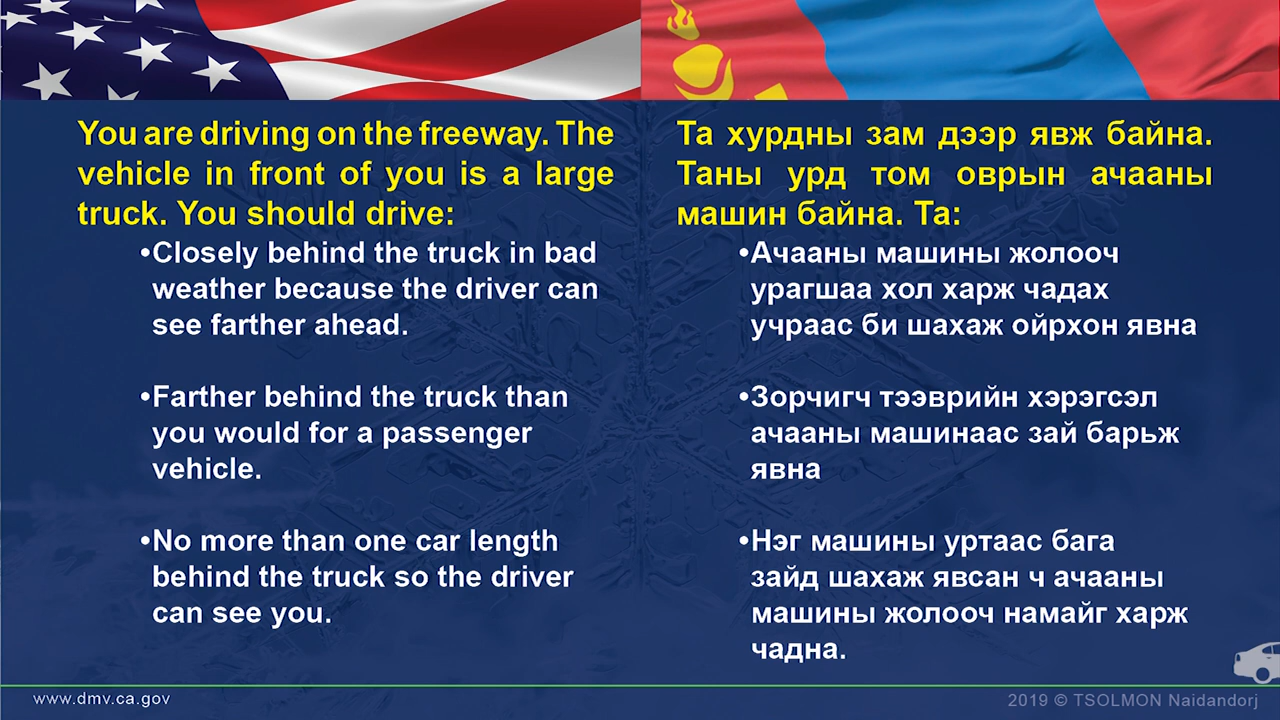 You are driving on the freeway. The
vehicle in front of you is a large
truck. You should drive:
•Closely behind the truck in bad
weather because the driver can
see farther ahead.
•Farther behind the truck than
you would for a passenger
vehicle.
•No more than one car length
behind the truck so the driver
can see you.
Та хурдны зам дээр явж байна.
Таны урд том оврын ачааны
машин байна. Та:
•Ачааны машины жолооч
урагшаа хол харж чадах
учраас би шахаж ойрхон явна
•Зорчигч тээврийн хэрэгсэл
ачааны машинаас зай барьж
явна
•Нэг машины уртаас бага
зайд шахаж явсан ч ачааны
машины жолооч намайг харж
чадна.
www.dmv.ca.gov
2019 © TSOLMON Naidandorj